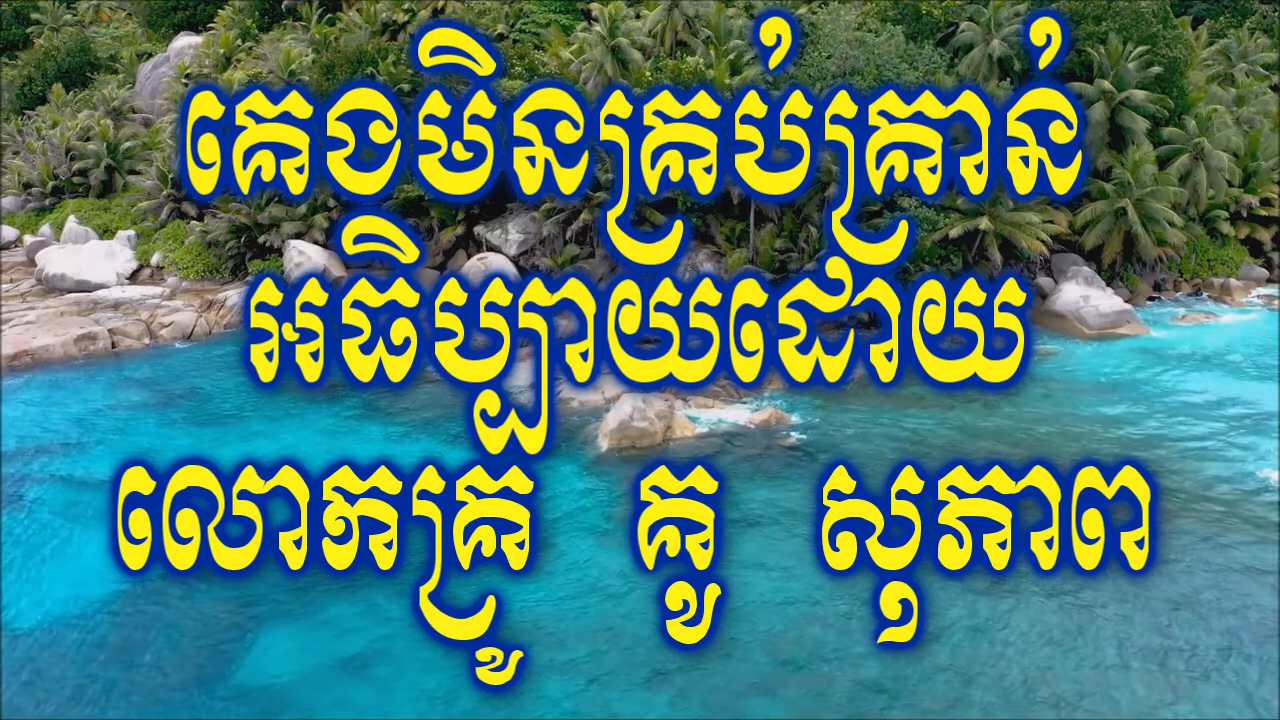 គេងមិនគ្រប់គ្រាន់
អធិប្បាយដោយ
លោកគ្រូ គូ សុភាព